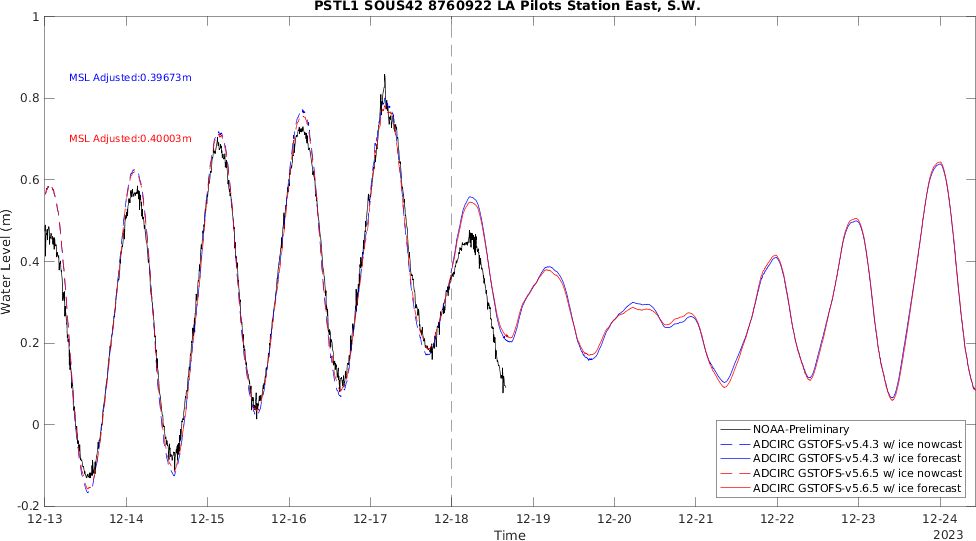 PSTL1 SOUS42 8760922 LA Pilots Station East, S.W.
1
0.8
0.6
0.4
0.2
0
-0.2
Water Level (m)
MSL Adjusted:0.39673m
MSL Adjusted:0.40003m
NOAA-Preliminary
ADCIRC GSTOFS-v5.4.3 w/ ice nowcast
ADCIRC GSTOFS-v5.4.3 w/ ice forecast
ADCIRC GSTOFS-v5.6.5 w/ ice nowcast
ADCIRC GSTOFS-v5.6.5 w/ ice forecast
12-13 12-14 12-15 12-16 12-17 12-18 12-19 12-20 12-21 12-22 12-23 12-24
Time
2023